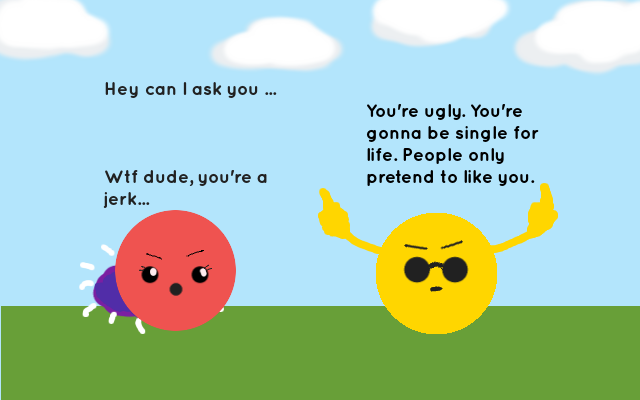 Hey can I ask you ...
You're ugly. You're
gonna be single for
life. People only
pretend to like you.
Wtf dude, you're a
jerk...